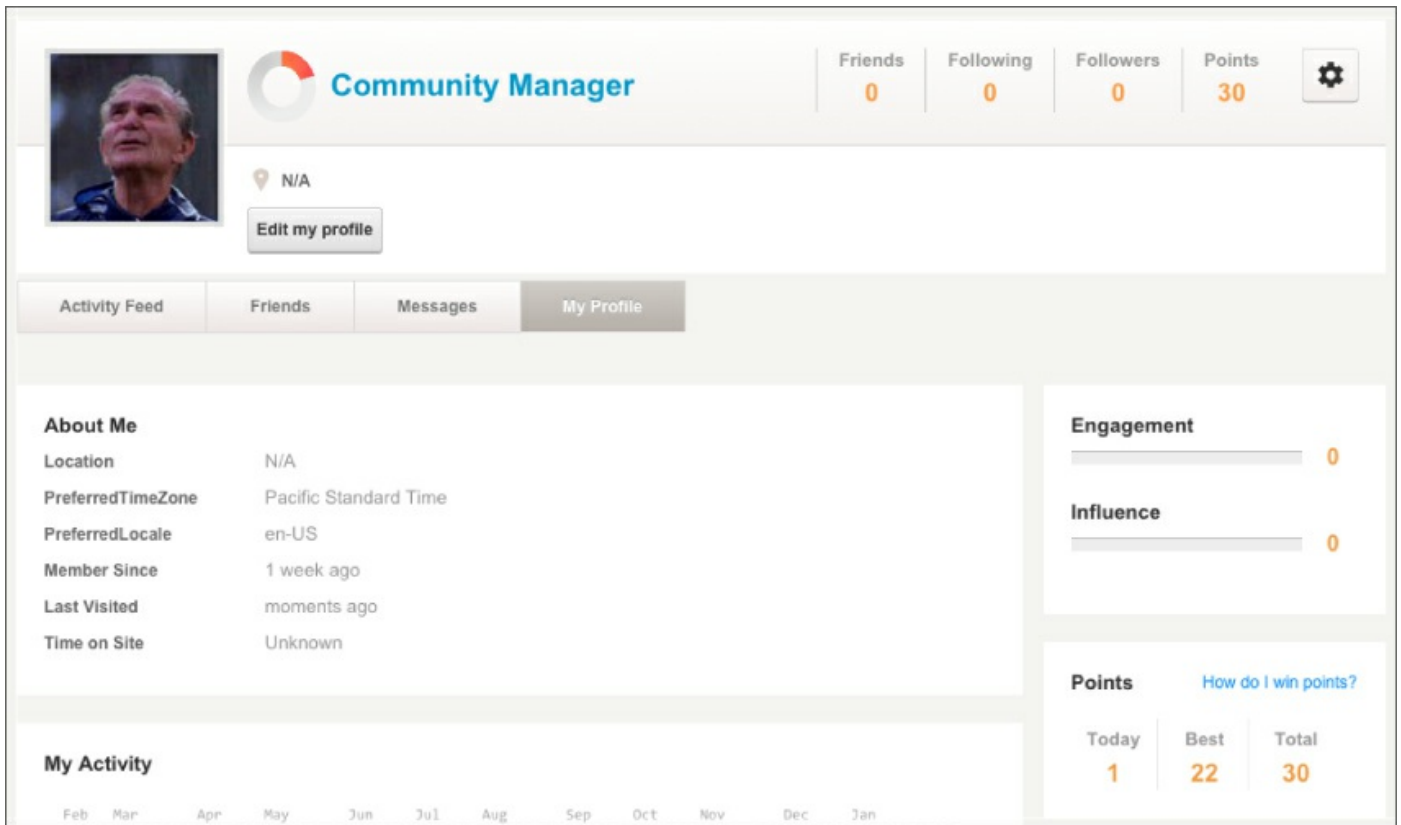 Community Manager
Friends Following Followers Points
0 0 0 30
N/A
Edit my profile
Activity Feed Friends Messages My Profile
About Me
Location N/A
PreferredTimeZone Pacific Standard Time
PreferredLocale en-US
Member Since 1 week ago
Last Visited moments ago
Time on Site Unknown
My Activity
Feb Mar Apr May Jun Jul Aug Sep Oct Nov Dec Jan
Engagement
0
Influence
0
Points How do I win points?
Today Best Total
1 22 30